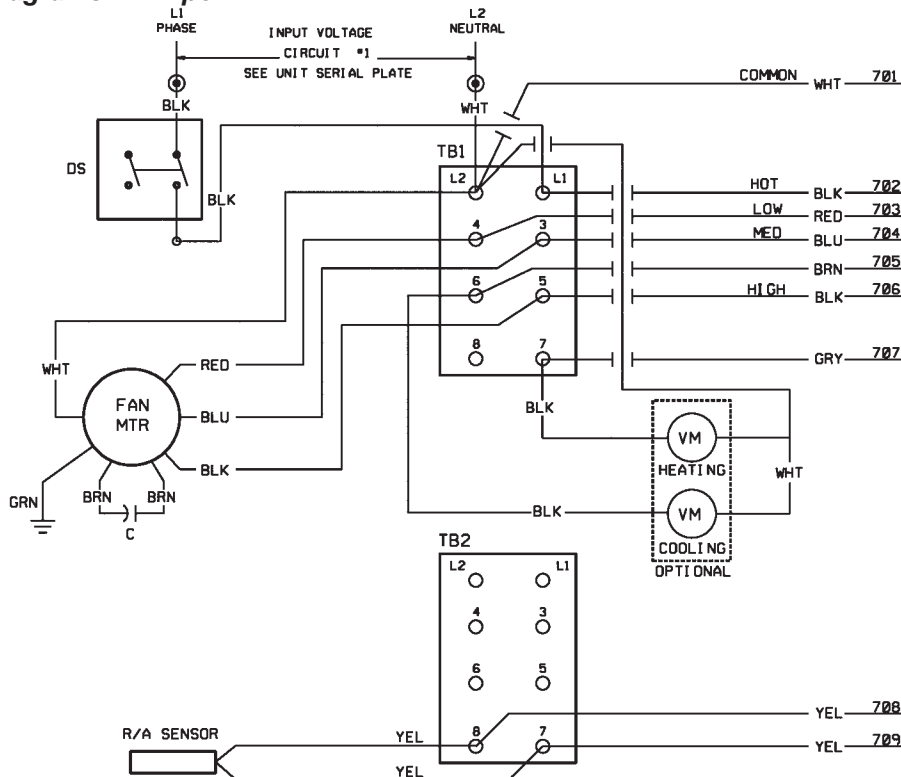 L1
PHASE
INPUT VOLTAGE
CIRCUIT #1
SEE UNIT SERIAL PLATE
L2
NEUTRAL
COMMON WHT 701
BLK
WHT
DS
BLK
TB1
L2 L1
HOT BLK 702
LOW RED 703
4 3
MED BLU 704
BRN 705
6 5
HIGH BLK 706
8 7
GRY 707
WHT
RED
FAN
MTR
BLU
BLK
BLK
VM
HEATING
WHT
GRN
BRN BRN
C
BLK
VM
COOLING
OPTIONAL
TB2
L2 L1
4 3
6 5
8 7
YEL 708
R/A SENSOR
YEL
YEL 709
YEL